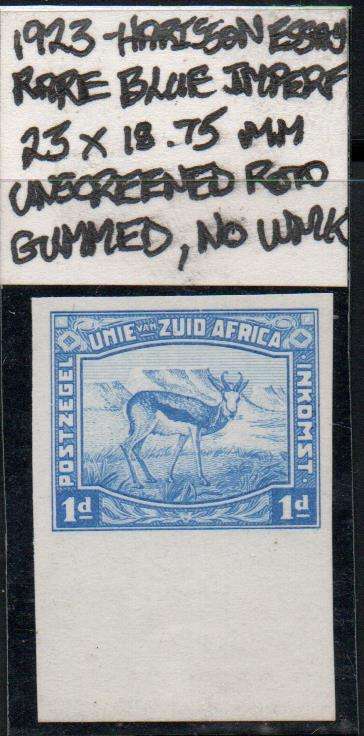 1923 HARISSON ESSAY
RARE BLUE IMPERF
23 x 18.75 MM
UNSCREENED ROTO
GUMMED, NO WMK
UNIE VAN ZUID AFRICA
POSTZEGEL
INKOMST.
1d
1d